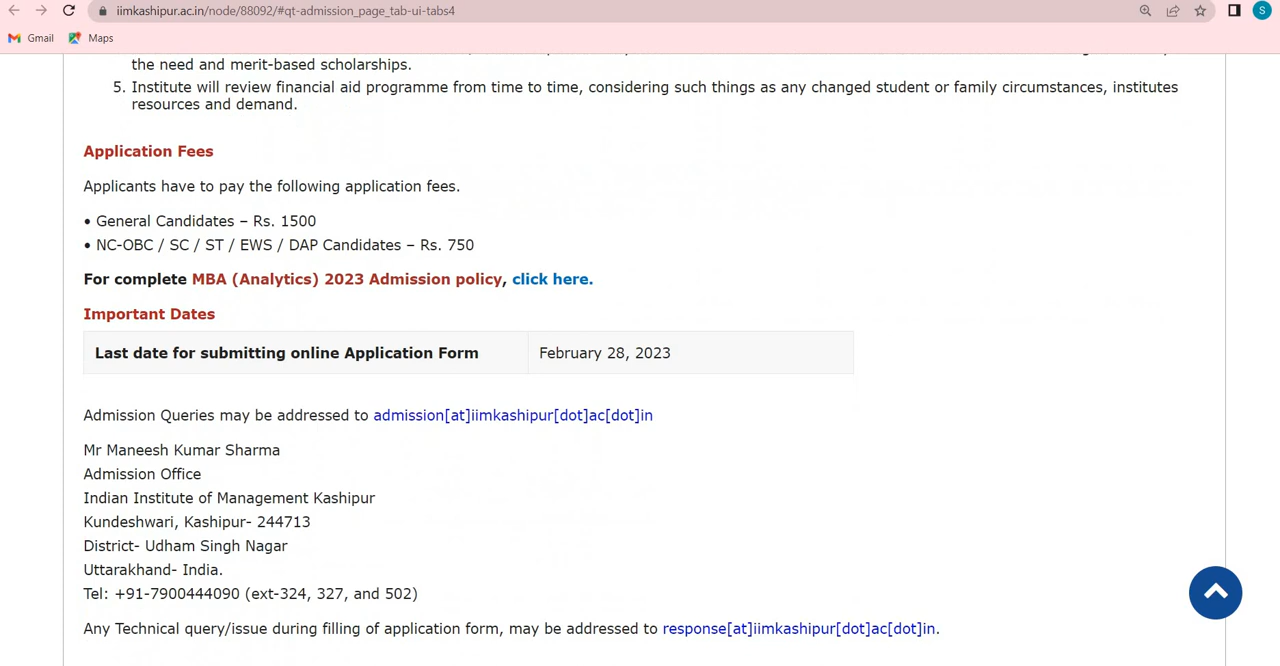 iimkashipur.ac.in/node/88092/#qt-admission_page_tab-ui-tabs4
S
Gmail Maps
the need and merit-based scholarships.
5. Institute will review financial aid programme from time to time, considering such things as any changed student or family circumstances, institutes
resources and demand.
Application Fees
Applicants have to pay the following application fees.
• General Candidates – Rs. 1500
• NC-OBC / SC / ST / EWS / DAP Candidates – Rs. 750
For complete MBA (Analytics) 2023 Admission policy, click here.
Important Dates
Last date for submitting online Application Form February 28, 2023
Admission Queries may be addressed to admission[at]iimkashipur[dot]ac[dot]in
Mr Maneesh Kumar Sharma
Admission Office
Indian Institute of Management Kashipur
Kundeshwari, Kashipur- 244713
District- Udham Singh Nagar
Uttarakhand- India.
Tel: +91-7900444090 (ext-324, 327, and 502)
Any Technical query/issue during filling of application form, may be addressed to response[at]iimkashipur[dot]ac[dot]in.